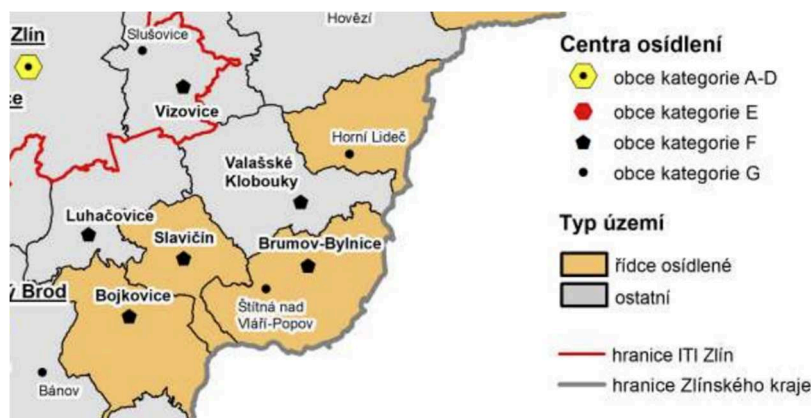 Hovězí
Zlín
Slušovice
ce
Vizovice
Horní Lideč
Valašské
Klobouky
Luhačovice
Slavičín
Brumov-Bylnice
ý Brod
Bojkovice
Štítná nad
Vláří-Popov
Bánov
Centra osídlení
obce kategorie A-D
obce kategorie E
obce kategorie F
obce kategorie G
Typ území
řídce osídlené
ostatní
hranice ITI Zlín
hranice Zlínského kraje